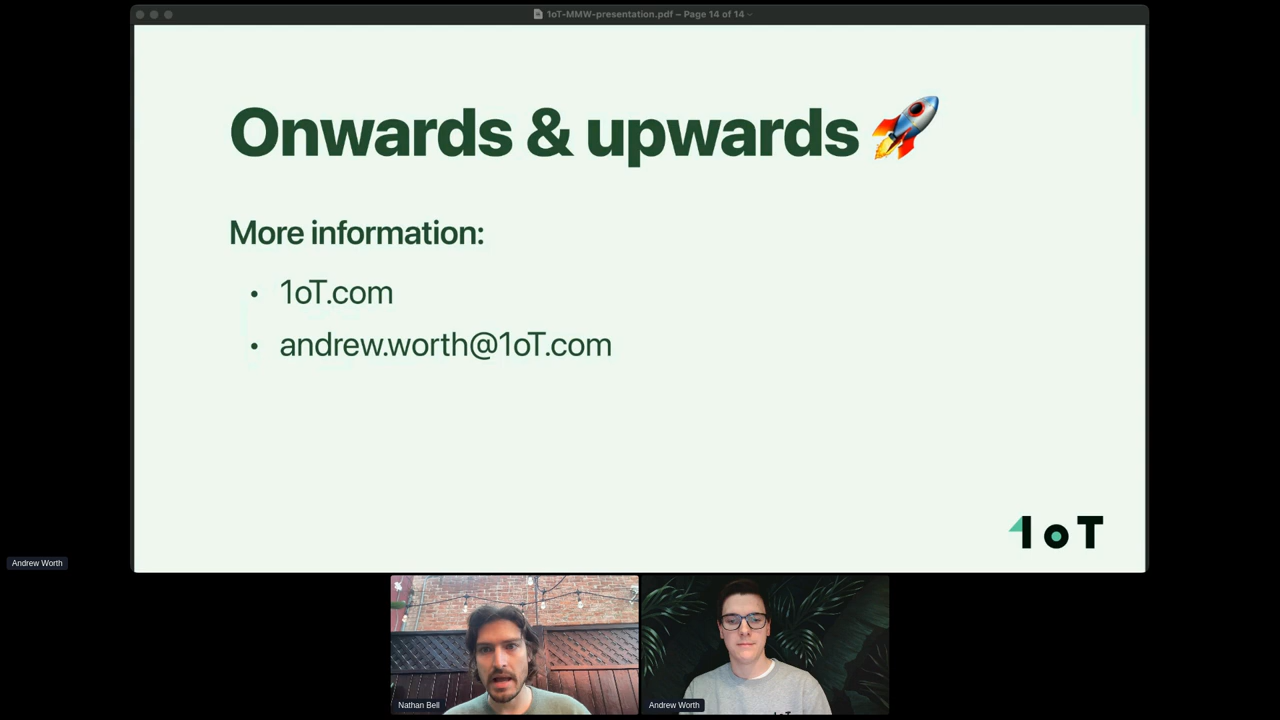 1oT-MMW-presentation.pdf – Page 14 of 14
Onwards & upwards 🚀
More information:
• 1oT.com
• andrew.worth@1oT.com
1oT
Andrew Worth
Nathan Bell
Andrew Worth